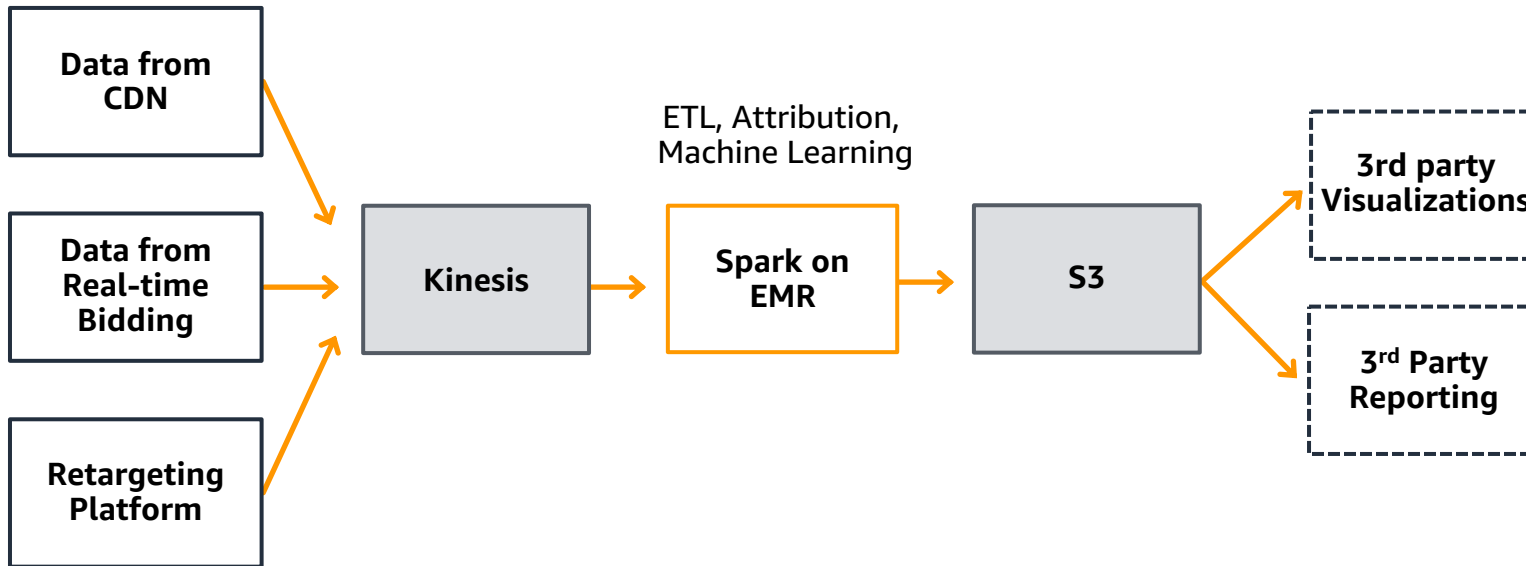 Data from
CDN
Data from
Real-time
Bidding
Retargeting
Platform
Kinesis
ETL, Attribution,
Machine Learning
Spark on
EMR
S3
3rd party
Visualizations
3rd Party
Reporting